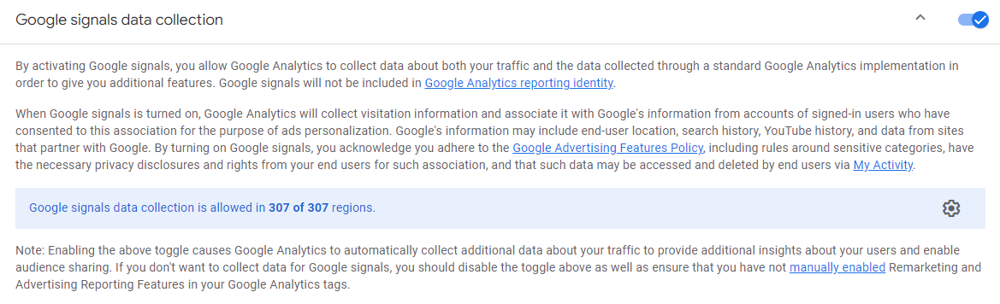 Google signals data collection
By activating Google signals, you allow Google Analytics to collect data about both your traffic and the data collected through a standard Google Analytics implementation in
order to give you additional features. Google signals will not be included in Google Analytics reporting identity.
When Google signals is turned on, Google Analytics will collect visitation information and associate it with Google's information from accounts of signed-in users who have
consented to this association for the purpose of ads personalization. Google's information may include end-user location, search history, YouTube history, and data from sites
that partner with Google. By turning on Google signals, you acknowledge you adhere to the Google Advertising Features Policy, including rules around sensitive categories, have
the necessary privacy disclosures and rights from your end users for such association, and that such data may be accessed and deleted by end users via My Activity.
Google signals data collection is allowed in 307 of 307 regions.
Note: Enabling the above toggle causes Google Analytics to automatically collect additional data about your traffic to provide additional insights about your users and enable
audience sharing. If you don't want to collect data for Google signals, you should disable the toggle above as well as ensure that you have not manually enabled Remarketing and
Advertising Reporting Features in your Google Analytics tags.